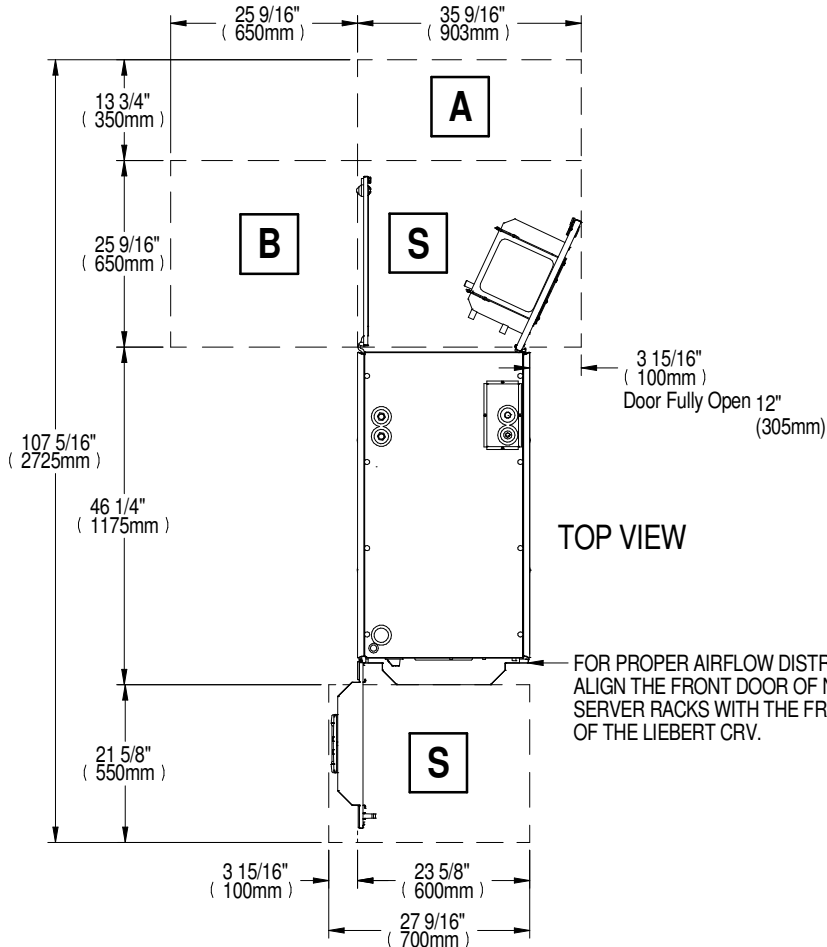 25 9/16"
( 650mm )
35 9/16"
( 903mm )
13 3/4"
( 350mm )
A
25 9/16"
( 650mm )
B
S
3 15/16"
( 100mm )
Door Fully Open
12"
(305mm)
107 5/16"
( 2725mm )
46 1/4"
( 1175mm )
TOP VIEW
FOR PROPER AIRFLOW
ALIGN THE FRONT DOOR OF
SERVER RACKS WITH THE
OF THE LIEBERT CRV.
21 5/8"
( 550mm )
S
3 15/16"
( 100mm )
23 5/8"
( 600mm )
27 9/16"
( 700mm )